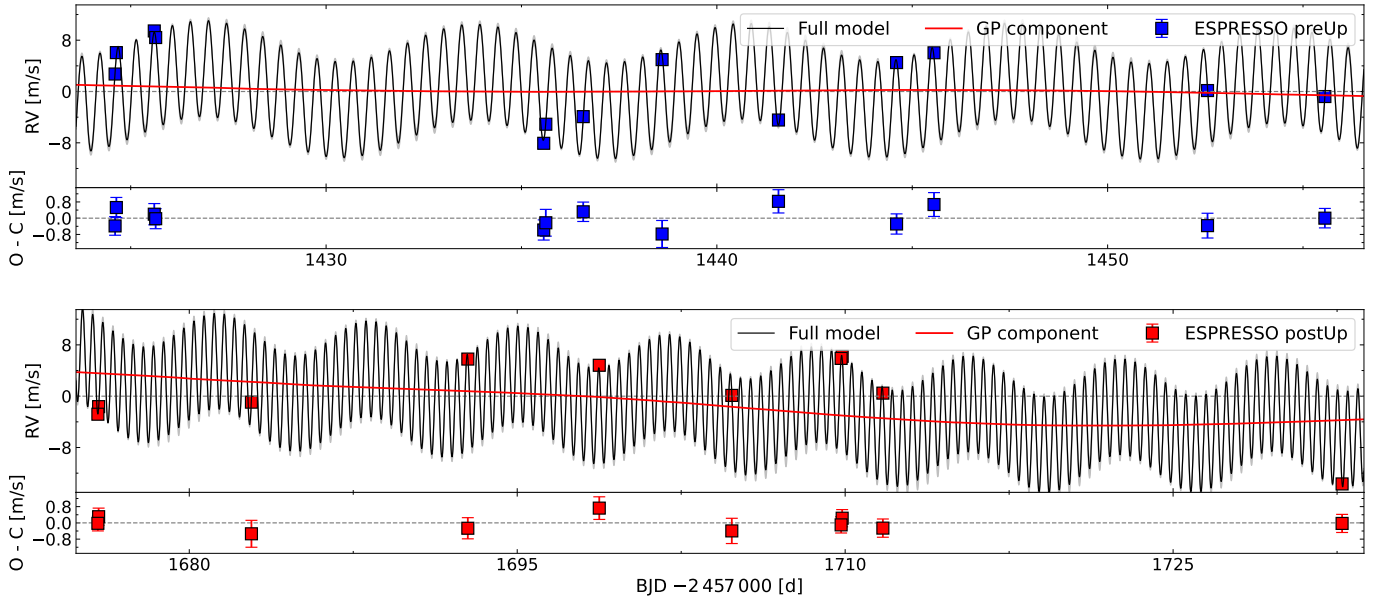 Full model
GP component
ESPRESSO preUp
RV [m/s]
8
0
−8
O - C [m/s]
0.8
0.0
−0.8
1430
1440
1450
Full model
GP component
ESPRESSO postUp
RV [m/s]
8
0
−8
O - C [m/s]
0.8
0.0
−0.8
1680
1695
1710
1725
BJD −2 457 000 [d]